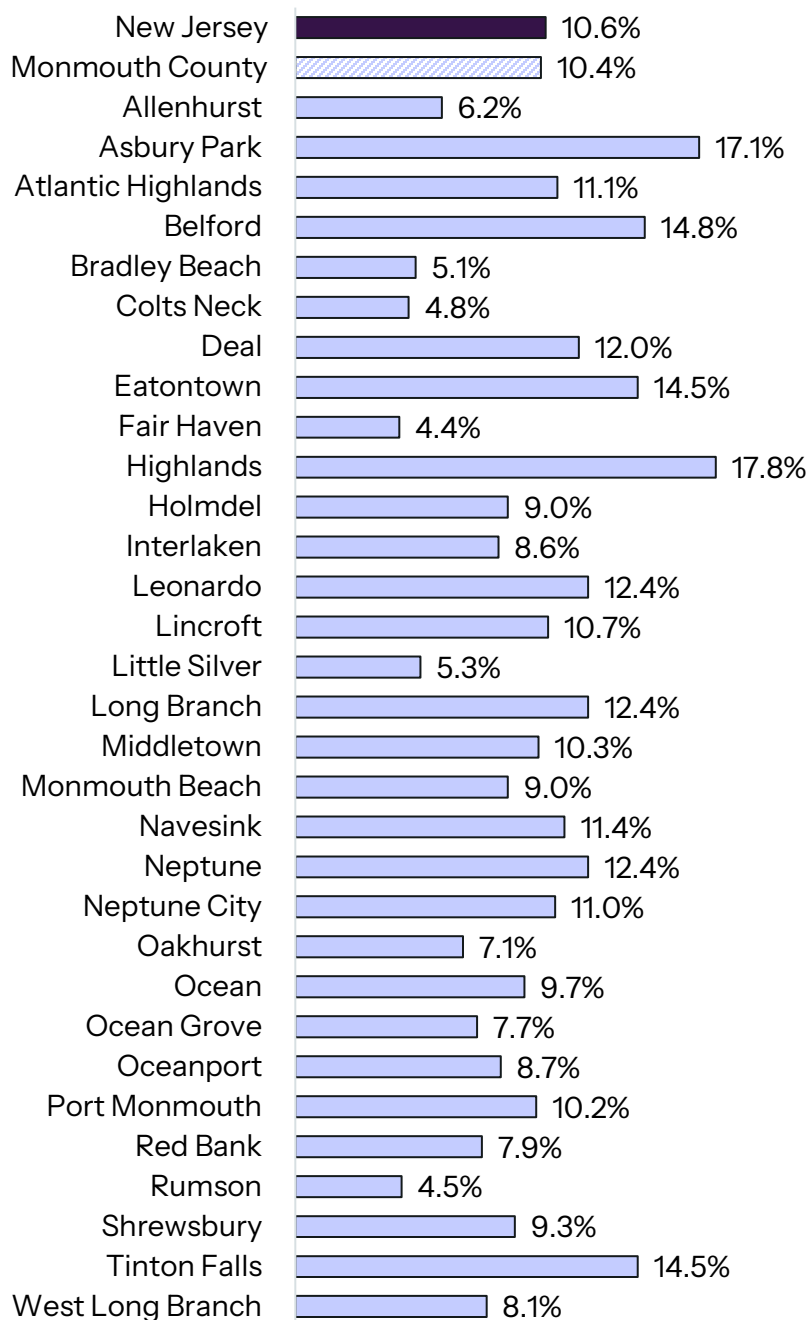 New Jersey 10.6%
Monmouth County 10.4%
Allenhurst 6.2%
Asbury Park 17.1%
Atlantic Highlands 11.1%
Belford 14.8%
Bradley Beach 5.1%
Colts Neck 4.8%
Deal 12.0%
Eatontown 14.5%
Fair Haven 4.4%
Highlands 17.8%
Holmdel 9.0%
Interlaken 8.6%
Leonardo 12.4%
Lincroft 10.7%
Little Silver 5.3%
Long Branch 12.4%
Middletown 10.3%
Monmouth Beach 9.0%
Navesink 11.4%
Neptune 12.4%
Neptune City 11.0%
Oakhurst 7.1%
Ocean 9.7%
Ocean Grove 7.7%
Oceanport 8.7%
Port Monmouth 10.2%
Red Bank 7.9%
Rumson 4.5%
Shrewsbury 9.3%
Tinton Falls 14.5%
West Long Branch 8.1%